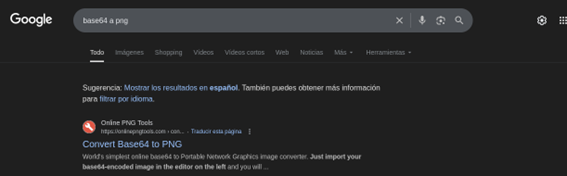 Google
base64 a png
Todo Imágenes Shopping Vídeos Vídeos cortos Web Noticias Más Herramientas
Sugerencia: Mostrar los resultados en español. También puedes obtener más información
para filtrar por idioma.
Online PNG Tools
https://onlinepngtools.com › con... · Traducir esta página
Convert Base64 to PNG
World's simplest online base64 to Portable Network Graphics image converter. Just import your
base64-encoded image in the editor on the left and you will ...